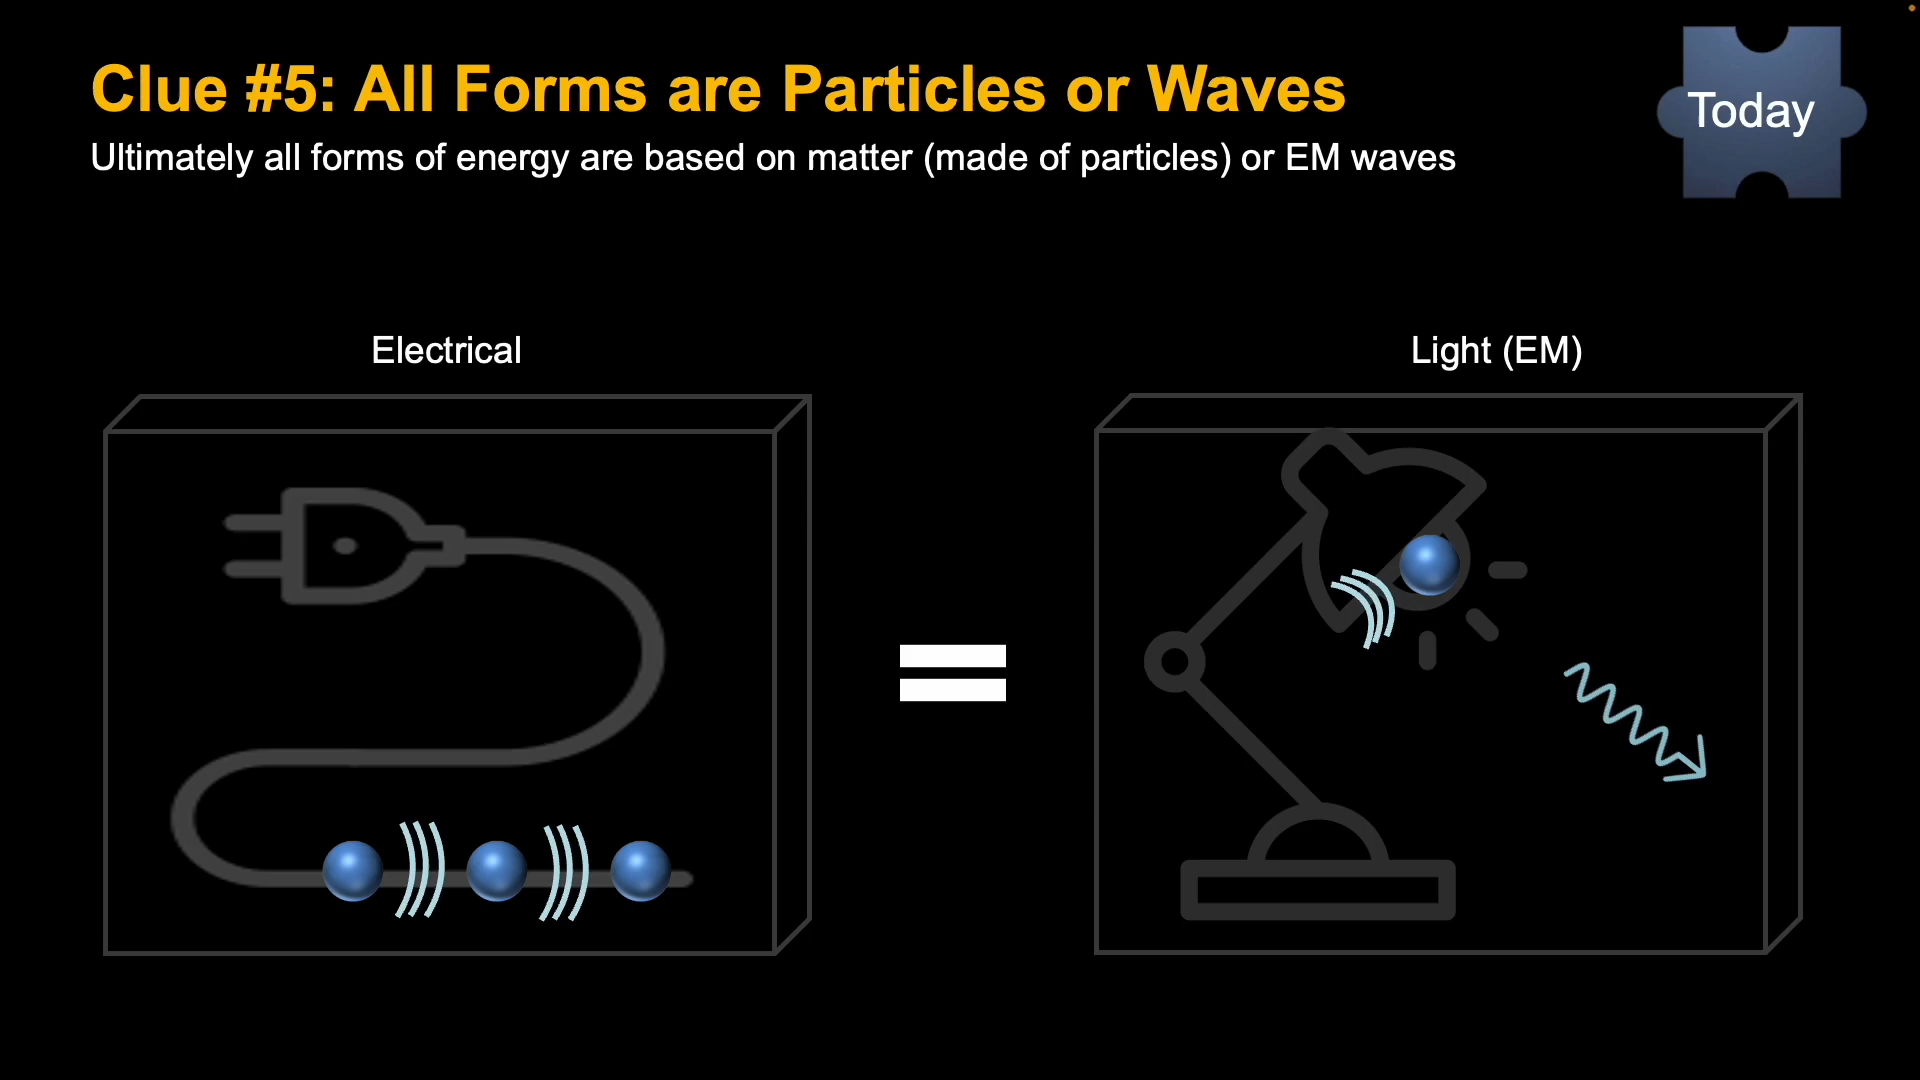 Clue #5: All Forms are Particles or Waves
Ultimately all forms of energy are based on matter (made of particles) or EM waves
Today
Electrical
Light (EM)